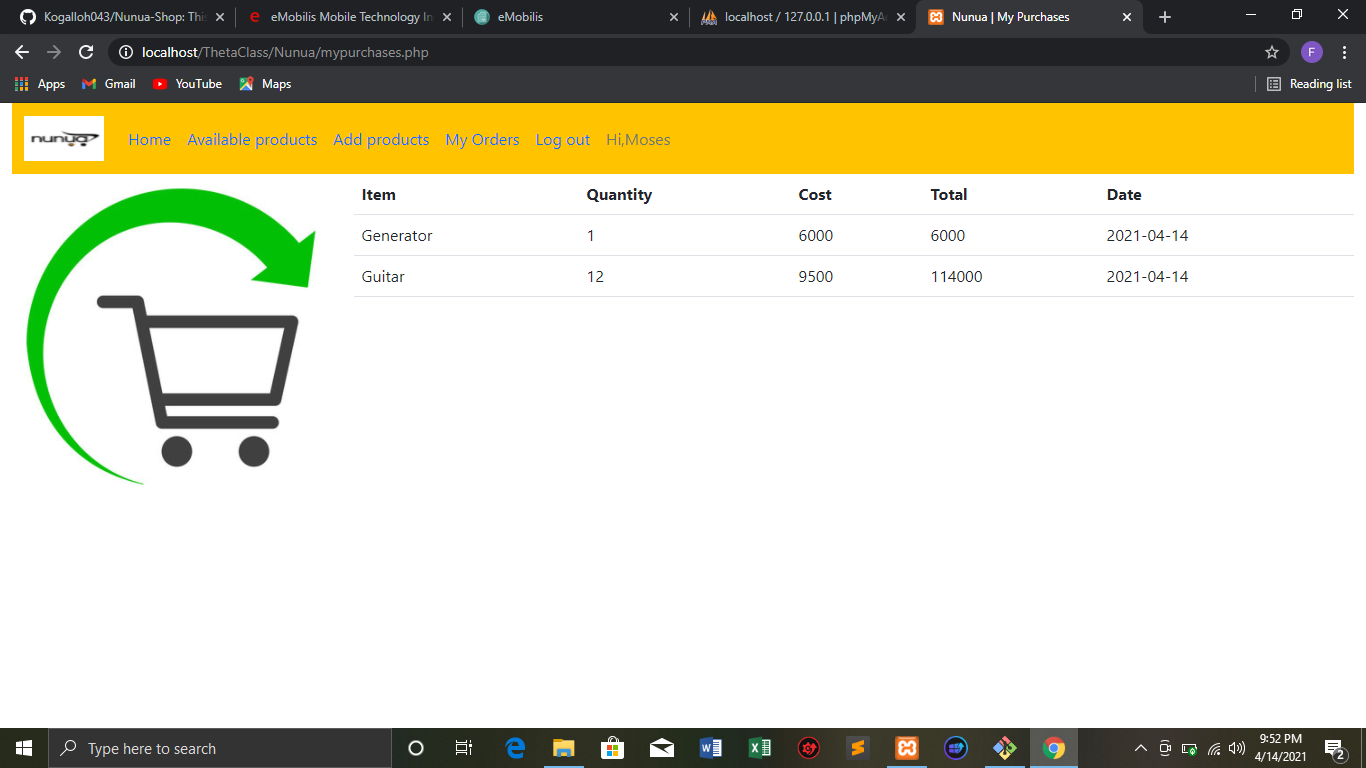 Kogalloh043/Nunua-Shop: Thi
eMobilis Mobile Technology In
eMobilis
localhost / 127.0.0.1 | phpMyA
Nunua | My Purchases
localhost/ThetaClass/Nunua/mypurchases.php
F
Apps Gmail YouTube Maps Reading list
nunua Home Available products Add products My Orders Log out Hi,Moses
Item Quantity Cost Total Date
Generator 1 6000 6000 2021-04-14
Guitar 12 9500 114000 2021-04-14
Type here to search
9:52 PM
4/14/2021
2